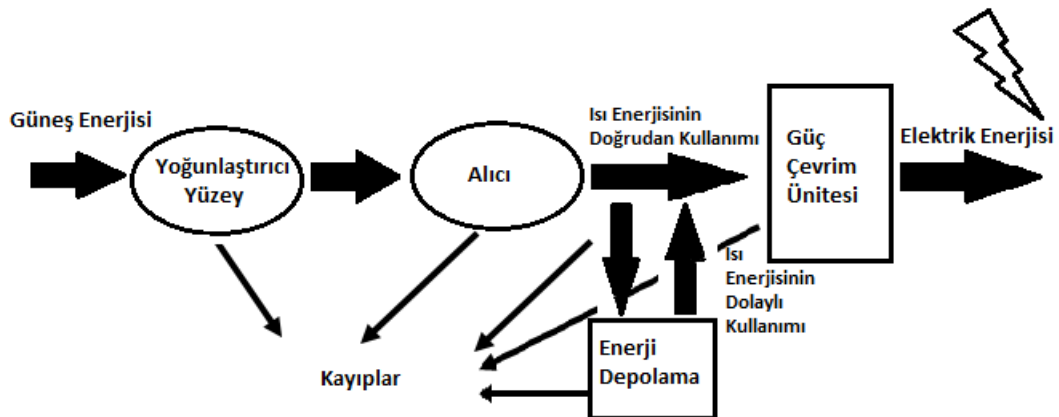 Güneş Enerjisi
Yoğunlaştırıcı
Yüzey
Alıcı
Isı Enerjisinin
Doğrudan Kullanımı
Güç
Çevrim
Ünitesi
Elektrik Enerjisi
Isı
Enerjisinin
Dolaylı
Kullanımı
Enerji
Depolama
Kayıplar